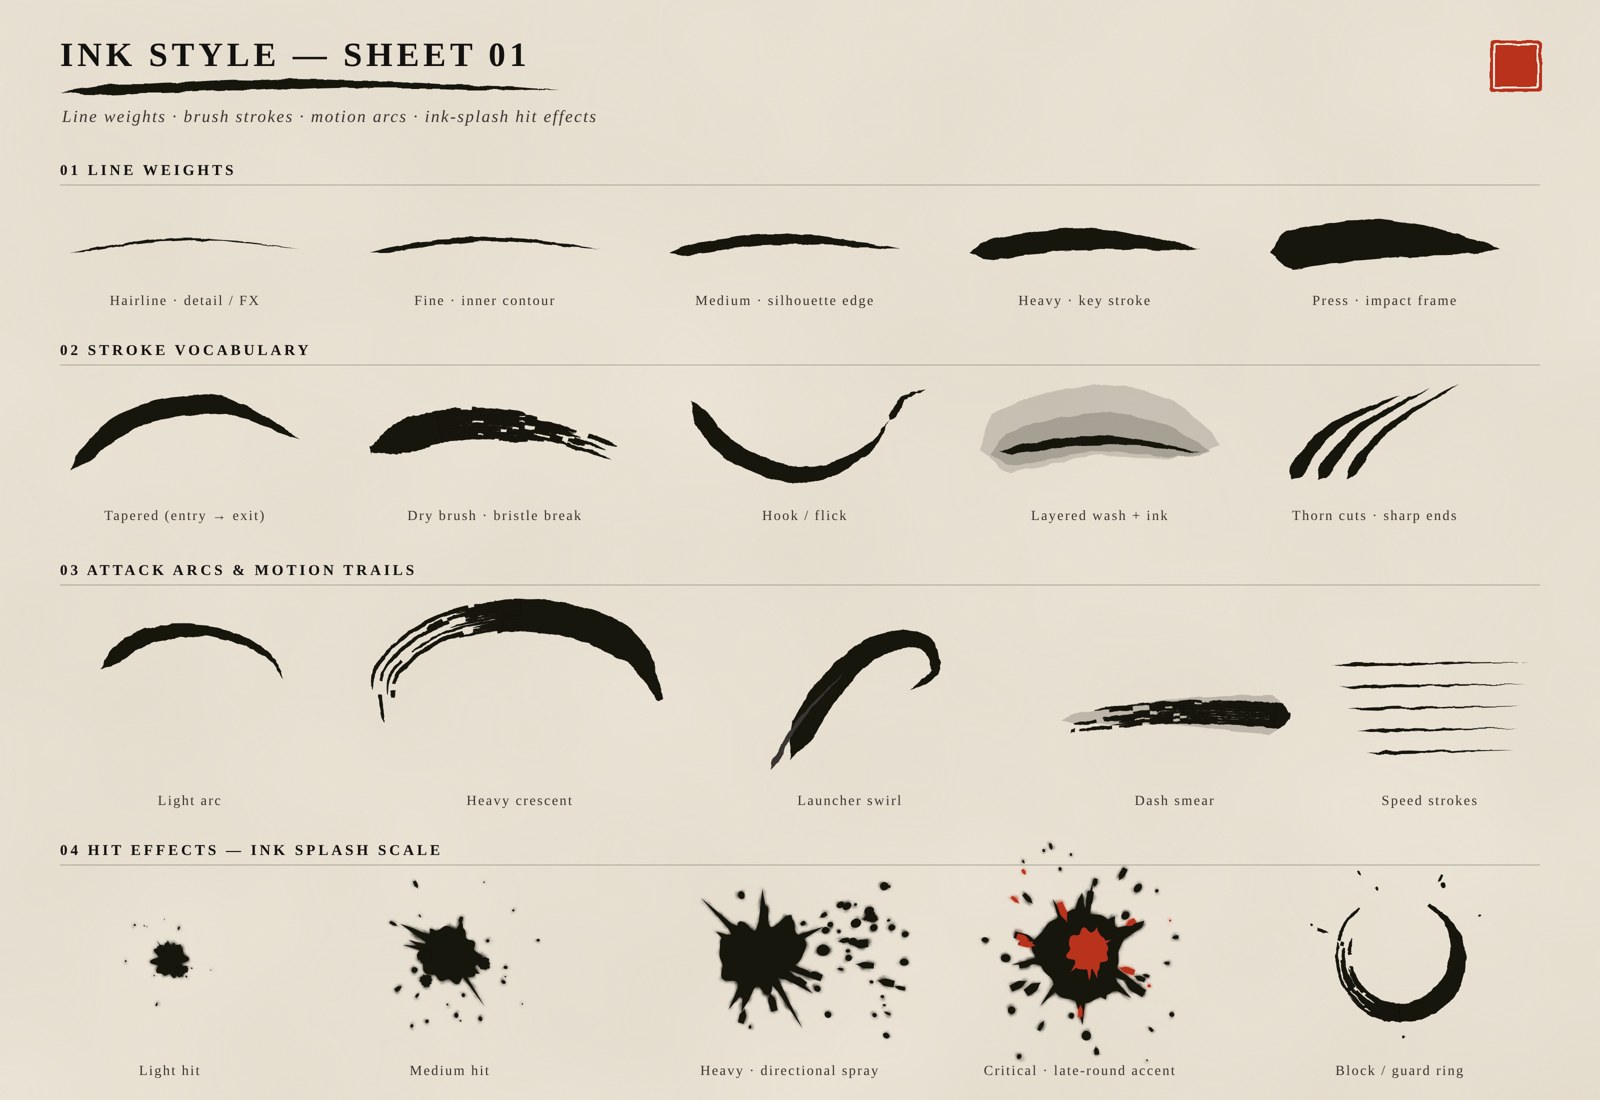 INK STYLE — SHEET 01
Line weights · brush strokes · motion arcs · ink-splash hit effects
01 LINE WEIGHTS
Hairline · detail / FX
Fine · inner contour
Medium · silhouette edge
Heavy · key stroke
Press · impact frame
02 STROKE VOCABULARY
Tapered (entry → exit)
Dry brush · bristle break
Hook / flick
Layered wash + ink
Thorn cuts · sharp ends
03 ATTACK ARCS & MOTION TRAILS
Light arc
Heavy crescent
Launcher swirl
Dash smear
Speed strokes
04 HIT EFFECTS — INK SPLASH SCALE
Light hit
Medium hit
Heavy · directional spray
Critical · late-round accent
Block / guard ring